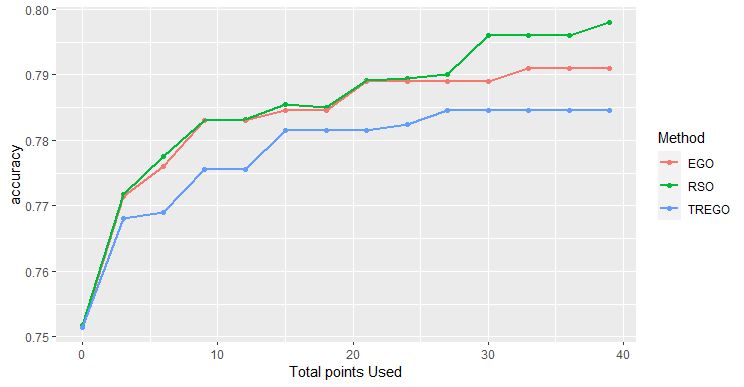 0.80
0.79
0.78
0.77
0.76
0.75
accuracy
0 10 20 30 40
Total points Used
Method
EGO
RSO
TREGO